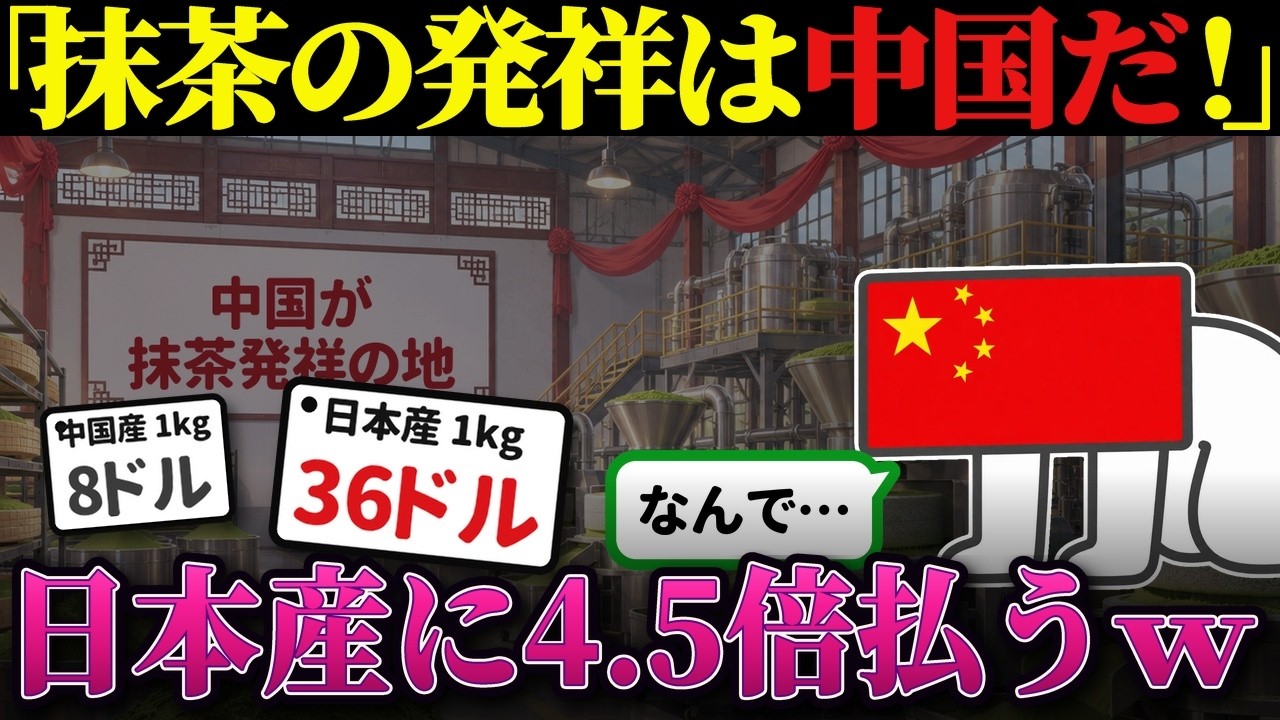 「抹茶の発祥は中国だ!」
中国が
抹茶発祥の地
中国産 1kg
8ドル
日本産 1kg
36ドル
なんで…
日本産に4.5倍払うw